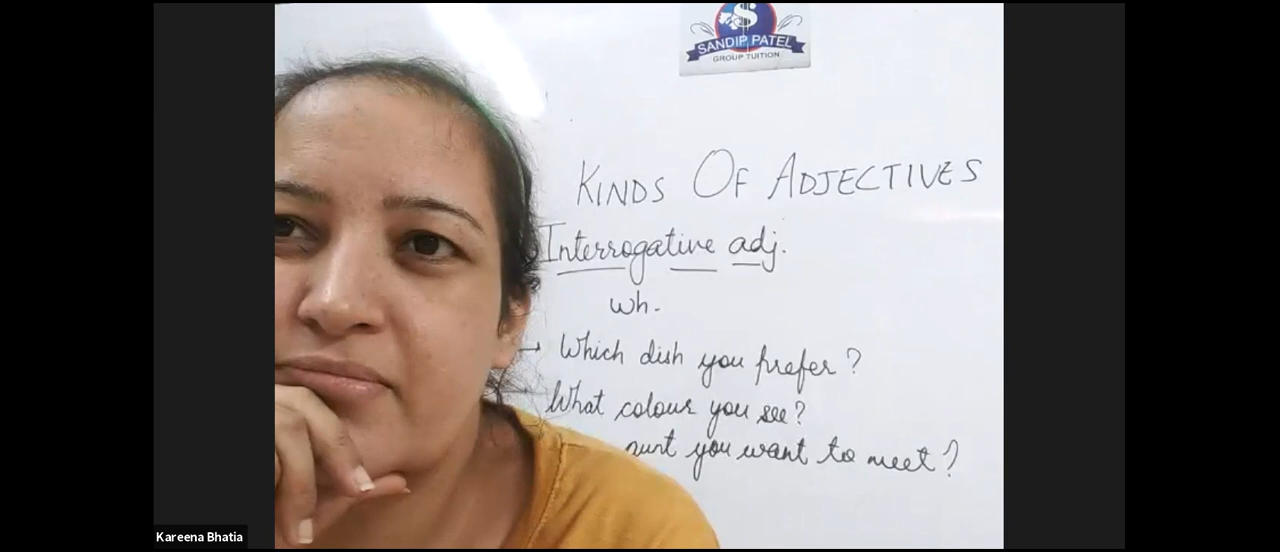 SANDIP PATEL
GROUP TUITION
KINDS OF ADJECTIVES
Interrogative adj.
wh.
→ Which dish you prefer?
What colour you see?
aunt you want to meet?
Kareena Bhatia